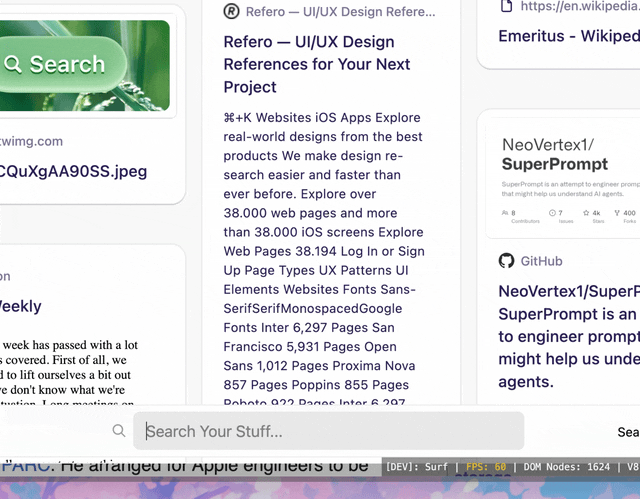 Search
twimg.com
CQuXgAA90SS.jpeg
on
Weekly
week has passed with a lot
s covered. First of all, we
d to lift ourselves a bit out
ve don't know what we're
Long meetings on
Refero — UI/UX Design Refere...
Refero — UI/UX Design
References for Your Next
Project
⌘+K Websites iOS Apps Explore
real-world designs from the best
products We make design re-
search easier and faster than
ever before. Explore over
38.000 web pages and more
than 38.000 iOS screens Explore
Web Pages 38.194 Log In or Sign
Up Page Types UX Patterns UI
Elements Websites Fonts Sans-
SerifSerifMonospacedGoogle
Fonts Inter 6,297 Pages San
Francisco 5,931 Pages Open
Sans 1,012 Pages Proxima Nova
857 Pages Poppins 855 Pages
Roboto 922 Pages Inter 6,297
https://en.wikipedia.
Emeritus - Wikiped
NeoVertex1/
SuperPrompt
SuperPrompt is an attempt to engineer promp
that might help us understand AI agents.
8 7 4k 400
Contributors Issues Stars Forks
GitHub
NeoVertex1/SuperP
SuperPrompt is an
to engineer prompt
might help us unde
agents.
Search Your Stuff...
Sea
PARC. He arranged for Apple engineers to be
[DEV]: Surf | FPS: 60 | DOM Nodes: 1624 | V8